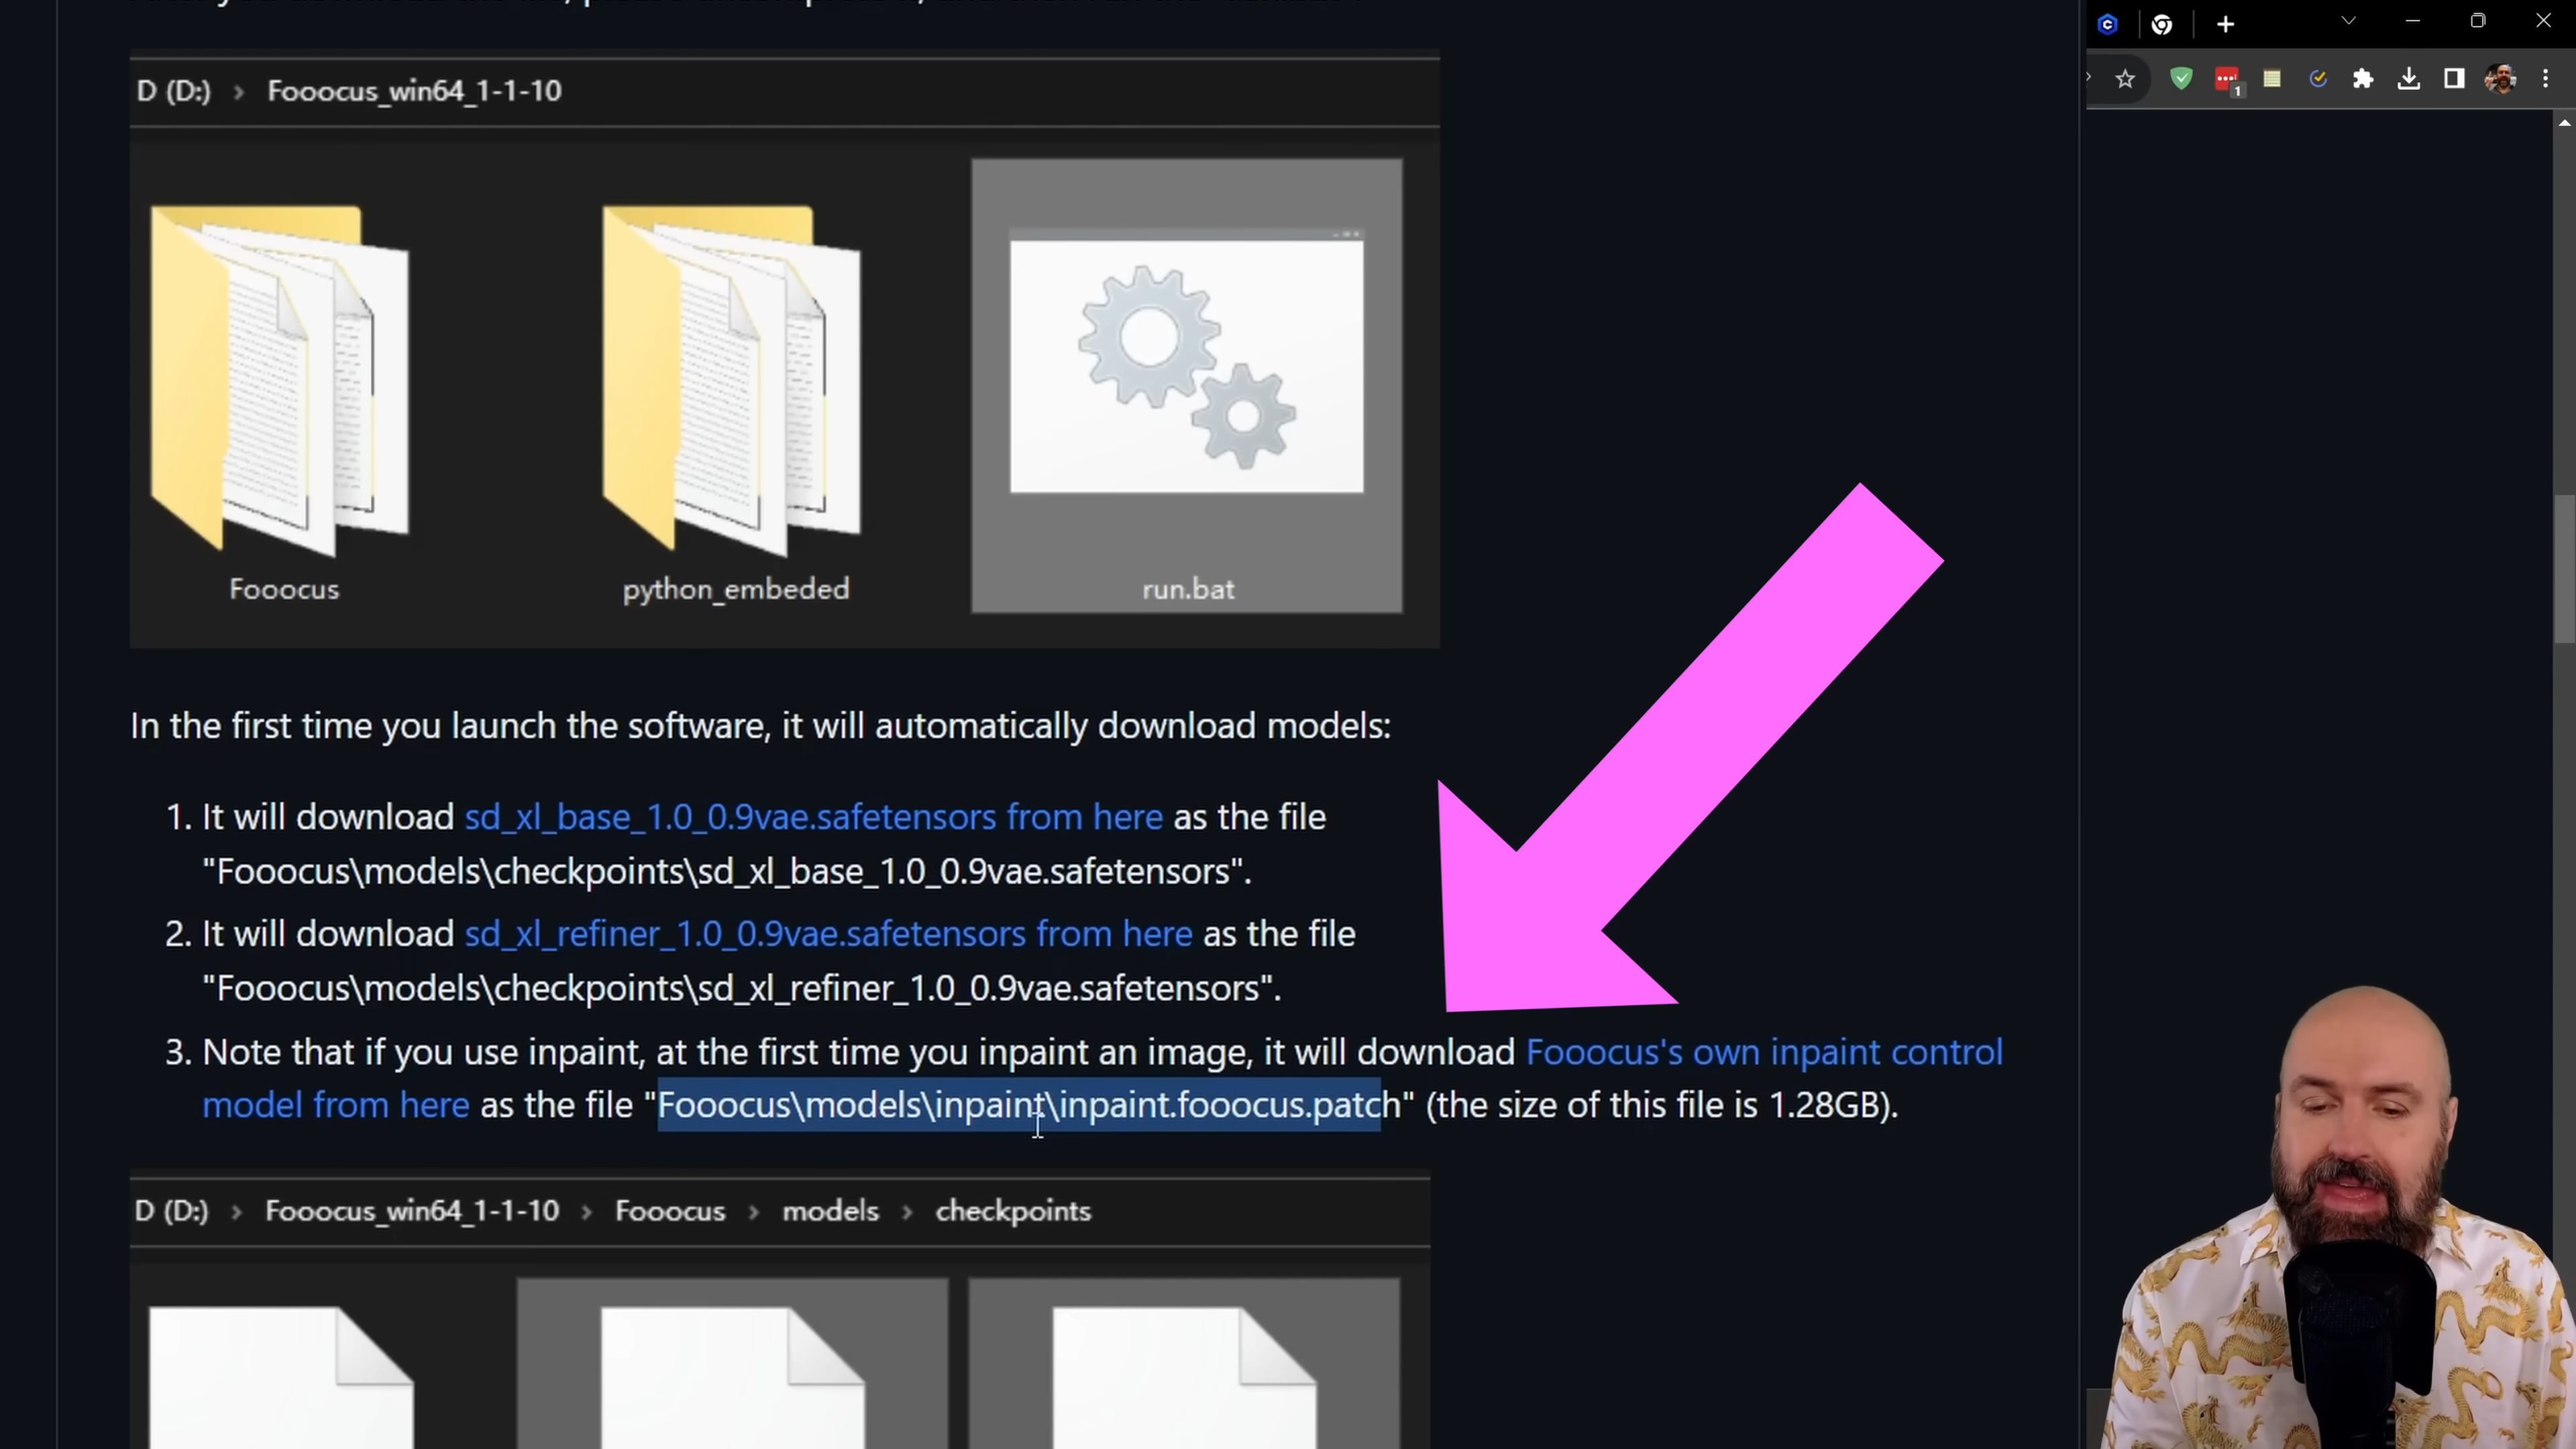 D (D:) > Fooocus_win64_1-1-10
Fooocus
python_embeded
run.bat
In the first time you launch the software, it will automatically download models:
1. It will download sd_xl_base_1.0_0.9vae.safetensors from here as the file
"Fooocus\models\checkpoints\sd_xl_base_1.0_0.9vae.safetensors".
2. It will download sd_xl_refiner_1.0_0.9vae.safetensors from here as the file
"Fooocus\models\checkpoints\sd_xl_refiner_1.0_0.9vae.safetensors".
3. Note that if you use inpaint, at the first time you inpaint an image, it will download Fooocus's own inpaint control
model from here as the file "Fooocus\models\inpaint\inpaint.fooocus.patch" (the size of this file is 1.28GB).
D (D:) > Fooocus_win64_1-1-10 > Fooocus > models > checkpoints
1